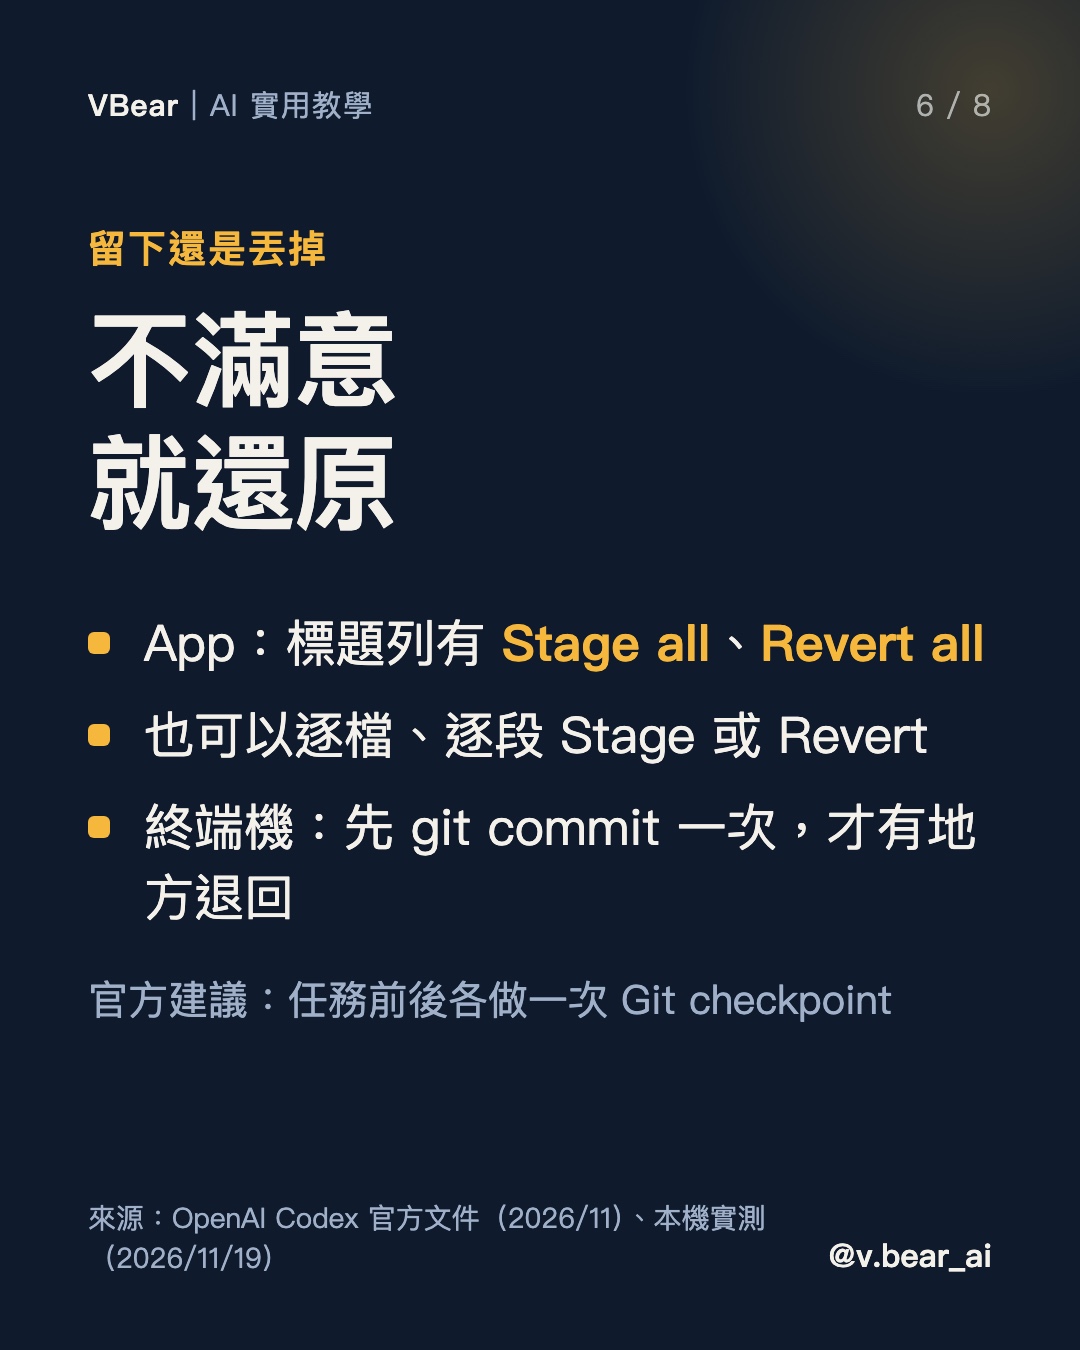 VBear｜AI 實用教學
6 / 8
留下還是丟掉
不滿意
就還原
App：標題列有 Stage all、Revert all
也可以逐檔、逐段 Stage 或 Revert
終端機：先 git commit 一次，才有地
方退回
官方建議：任務前後各做一次 Git checkpoint
來源：OpenAI Codex 官方文件（2026/11）、本機實測
（2026/11/19）
@v.bear_ai